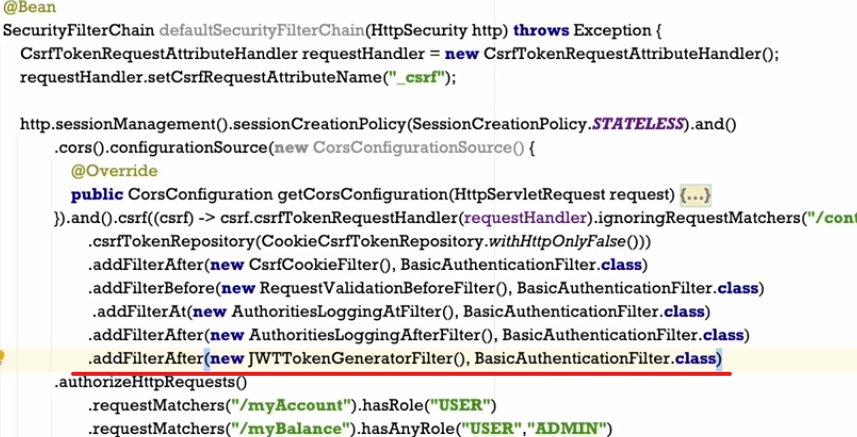 @Bean
SecurityFilterChain defaultSecurityFilterChain(HttpSecurity http) throws Exception {
CsrfTokenRequestAttributeHandler requestHandler = new CsrfTokenRequestAttributeHandler();
requestHandler.setCsrfRequestAttributeName("_csrf");
http.sessionManagement().sessionCreationPolicy(SessionCreationPolicy.STATELESS).and()
.cors().configurationSource(new CorsConfigurationSource() {
@Override
public CorsConfiguration getCorsConfiguration(HttpServletRequest request) {...}
}).and().csrf((csrf) -> csrf.csrfTokenRequestHandler(requestHandler).ignoringRequestMatchers("/cont
.csrfTokenRepository(CookieCsrfTokenRepository.withHttpOnlyFalse()))
.addFilterAfter(new CsrfCookieFilter(), BasicAuthenticationFilter.class)
.addFilterBefore(new RequestValidationBeforeFilter(), BasicAuthenticationFilter.class)
.addFilterAt(new AuthoritiesLoggingAtFilter(), BasicAuthenticationFilter.class)
.addFilterAfter(new AuthoritiesLoggingAfterFilter(), BasicAuthenticationFilter.class)
.addFilterAfter(new JWTTokenGeneratorFilter(), BasicAuthenticationFilter.class)
.authorizeHttpRequests()
.requestMatchers("/myAccount").hasRole("USER")
.requestMatchers("/myBalance").hasAnyRole("USER","ADMIN")